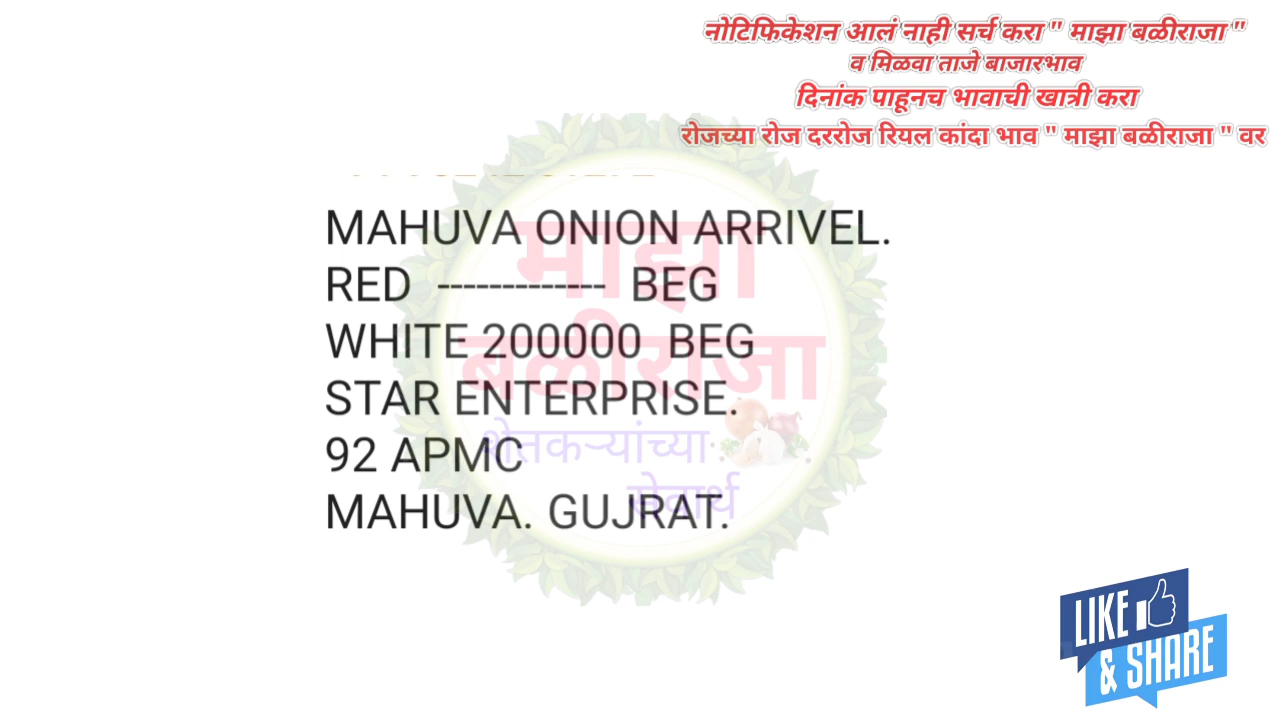 नोटिफिकेशन आलं नाही सर्च करा " माझा बळीराजा "
व मिळवा ताजे बाजारभाव
दिनांक पाहूनच भावाची खात्री करा
रोजच्या रोज दररोज रियल कांदा भाव " माझा बळीराजा " वर
MAHUVA ONION ARRIVEL.
RED ------------- BEG
WHITE 200000 BEG
STAR ENTERPRISE.
92 APMC
MAHUVA. GUJRAT.
माझा
बळीराजा
शेतकऱ्यांच्या
सेवार्थ
LIKE
& SHARE